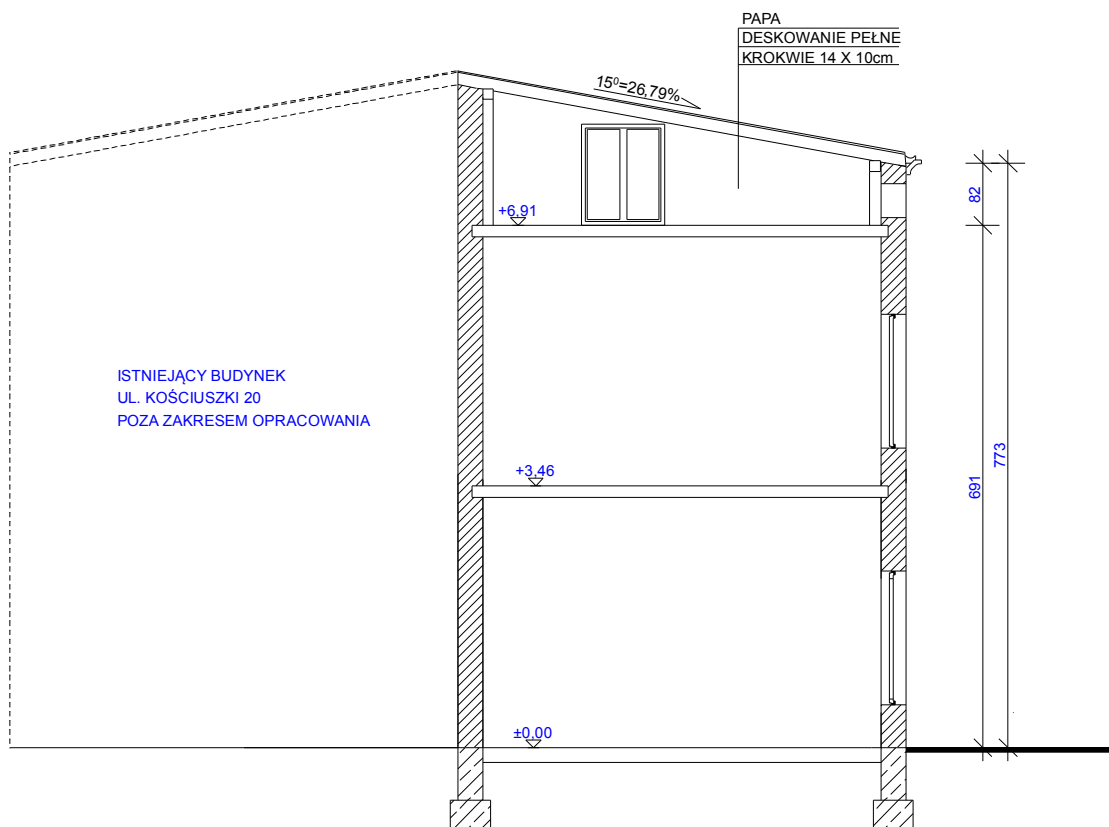 PAPA
DESKOWANIE PEŁNE
KROKWIE 14 X 10cm
15⁰=26,79%
+6,91
82
ISTNIEJĄCY BUDYNEK
UL. KOŚCIUSZKI 20
POZA ZAKRESEM OPRACOWANIA
+3,46
773
691
±0,00